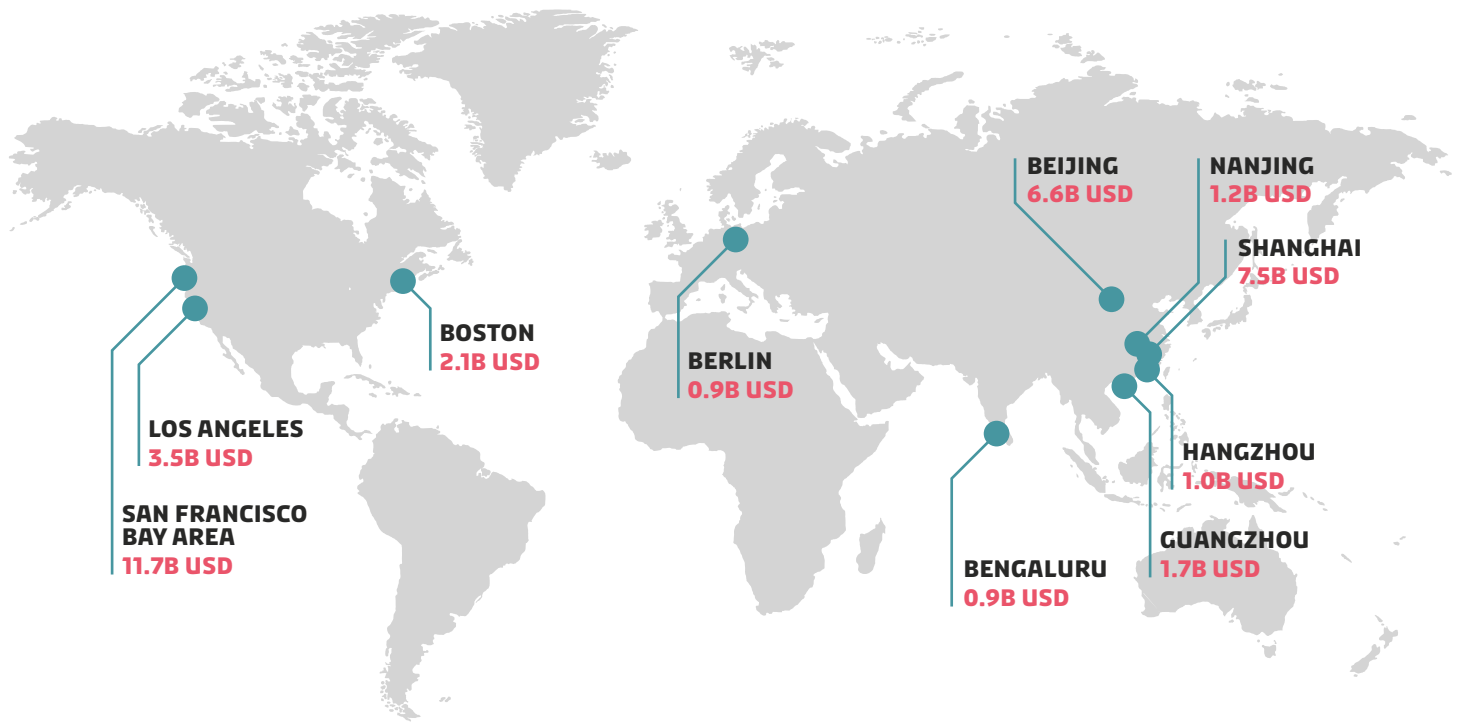 BEIJING
6.6B USD
NANJING
1.2B USD
SHANGHAI
7.5B USD
BOSTON
2.1B USD
BERLIN
0.9B USD
LOS ANGELES
3.5B USD
HANGZHOU
1.0B USD
SAN FRANCISCO
BAY AREA
11.7B USD
GUANGZHOU
1.7B USD
BENGALURU
0.9B USD